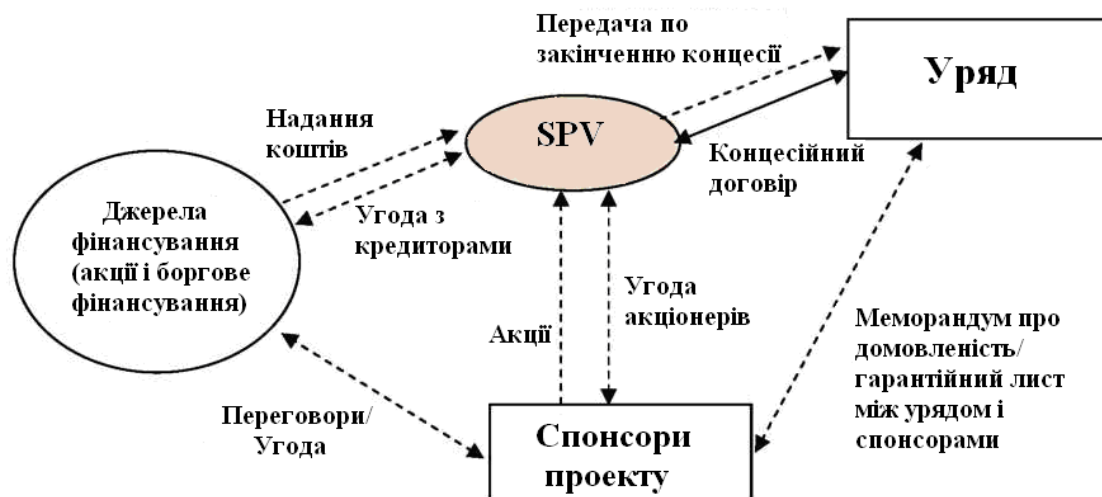 Передача по
закінченню концесії
Уряд
Надання
коштів
SPV
Концесійний
договір
Джерела
фінансування
(акції і боргове
фінансування)
Угода з
кредиторами
Угода
акціонерів
Акції
Меморандум про
домовленість/
гарантійний лист
між урядом і
спонсорами
Переговори/
Угода
Спонсори
проекту